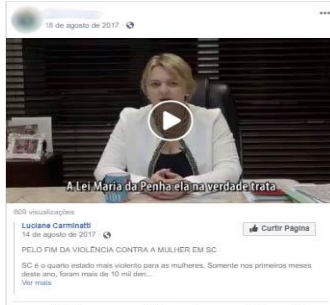 18 de agosto de 2017 ·
A Lei Maria da Penha ela na verdade trata
809 visualizações
Luciane Carminatti
14 de agosto de 2017 ·
Curtir Página
PELO FIM DA VIOLÊNCIA CONTRA A MULHER EM SC
SC é o quarto estado mais violento para as mulheres. Somente nos primeiros meses
deste ano, foram mais de 10 mil den...
Ver mais